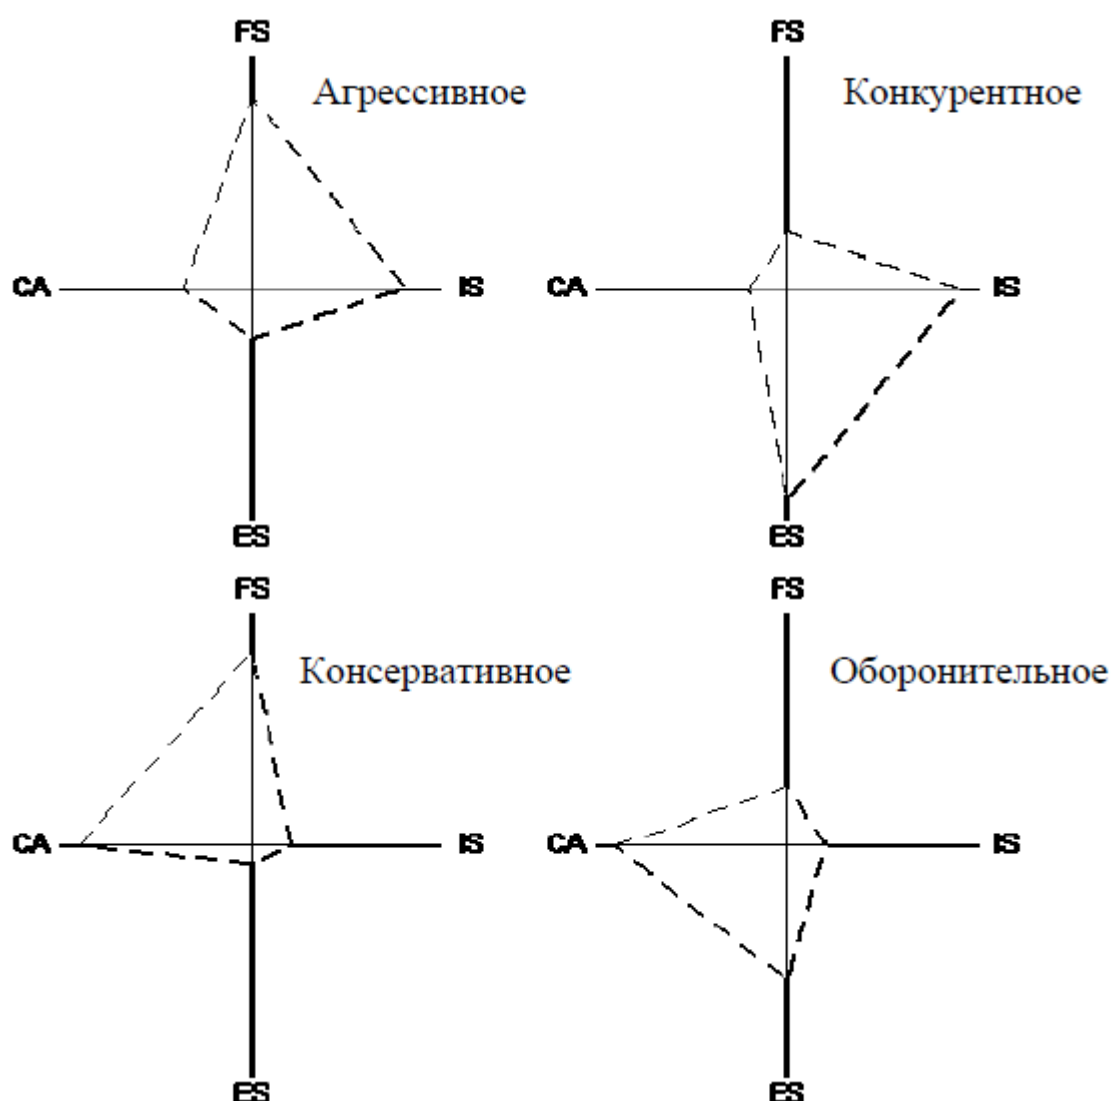 FS
FS
Агрессивное
Конкурентное
CA
IS
CA
IS
ES
ES
FS
FS
Консервативное
Оборонительное
CA
IS
CA
IS
ES
ES